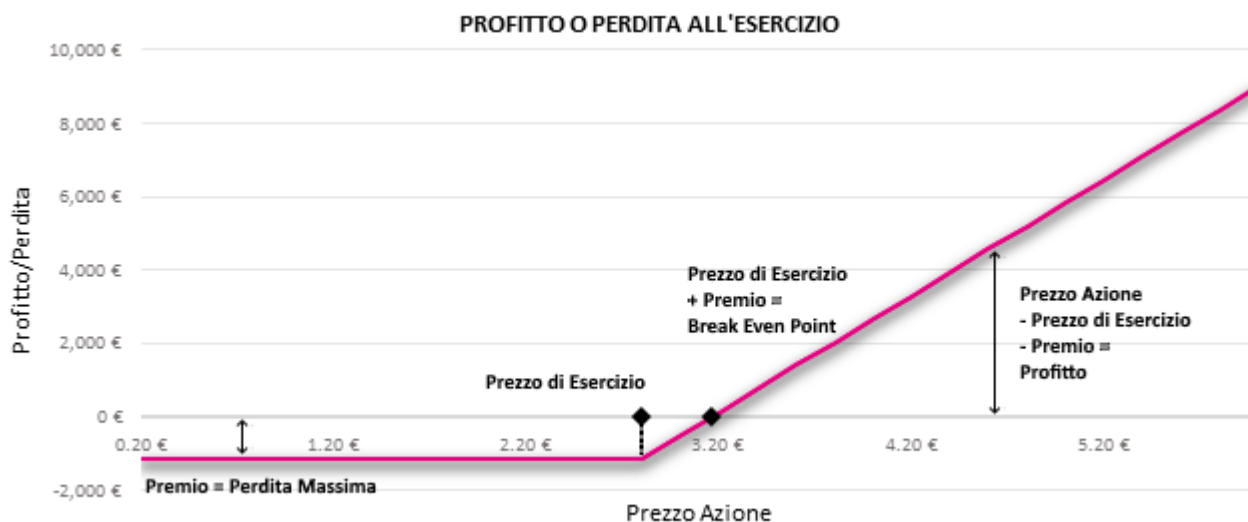 PROFITTO O PERDITA ALL'ESERCIZIO
10,000 €
8,000 €
6,000 €
4,000 €
2,000 €
0 €
-2,000 €
Profitto/Perdita
Prezzo di Esercizio
+ Premio =
Break Even Point
Prezzo Azione
- Prezzo di Esercizio
- Premio =
Profitto
Prezzo di Esercizio
0.20 €
1.20 €
2.20 €
3.20 €
4.20 €
5.20 €
Premio = Perdita Massima
Prezzo Azione